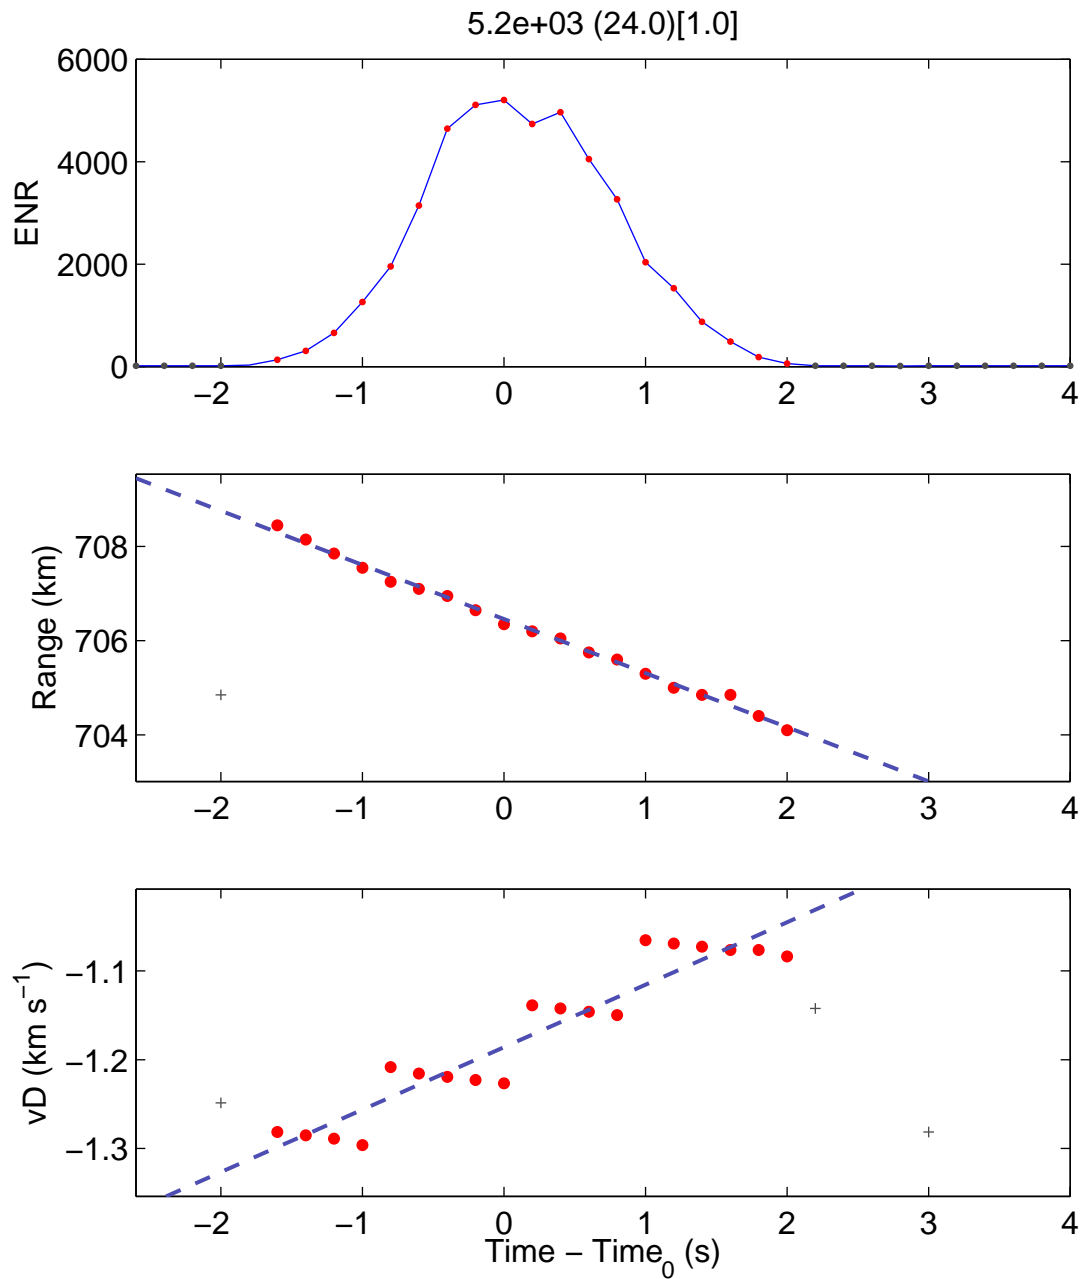 5.2e+03 (24.0)[1.0]
6000
4000
2000
0
ENR
−2 −1 0 1 2 3 4
708
706
704
Range (km)
−2 −1 0 1 2 3 4
−1.1
−1.2
−1.3
vD (km s⁻¹)
−2 −1 0 1 2 3 4
Time − Time₀ (s)